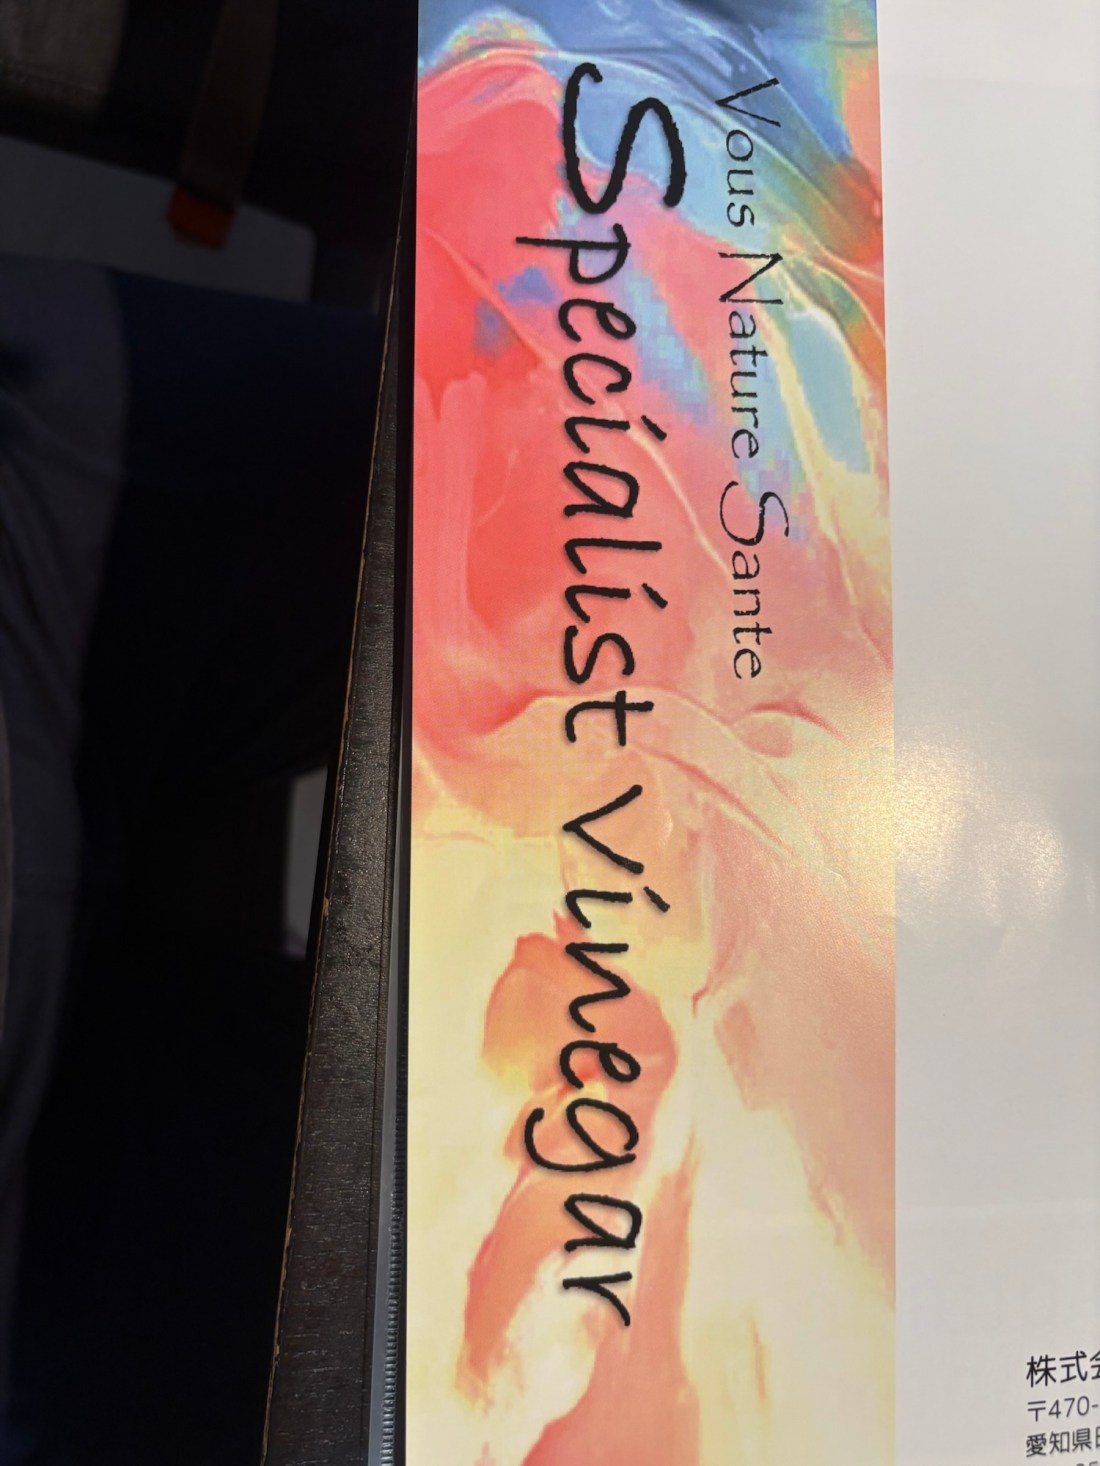 Vous Nature Sante
Specialist vinegar
株式会
〒470-
愛知県